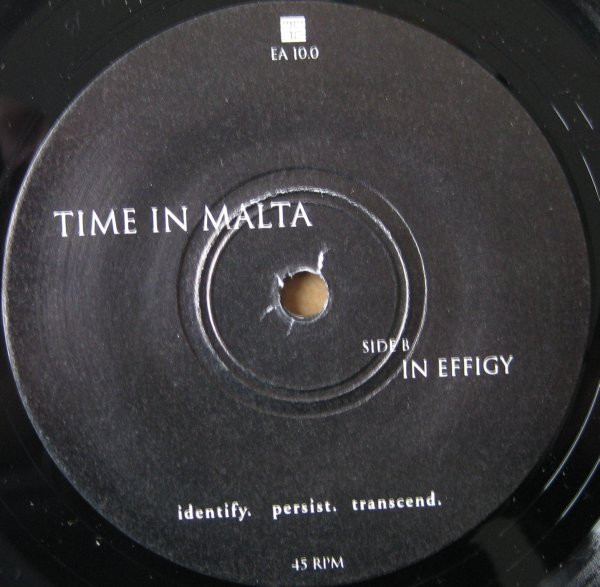 EA 10.0
TIME IN MALTA
SIDE B
IN EFFIGY
identify. persist. transcend.
45 RPM